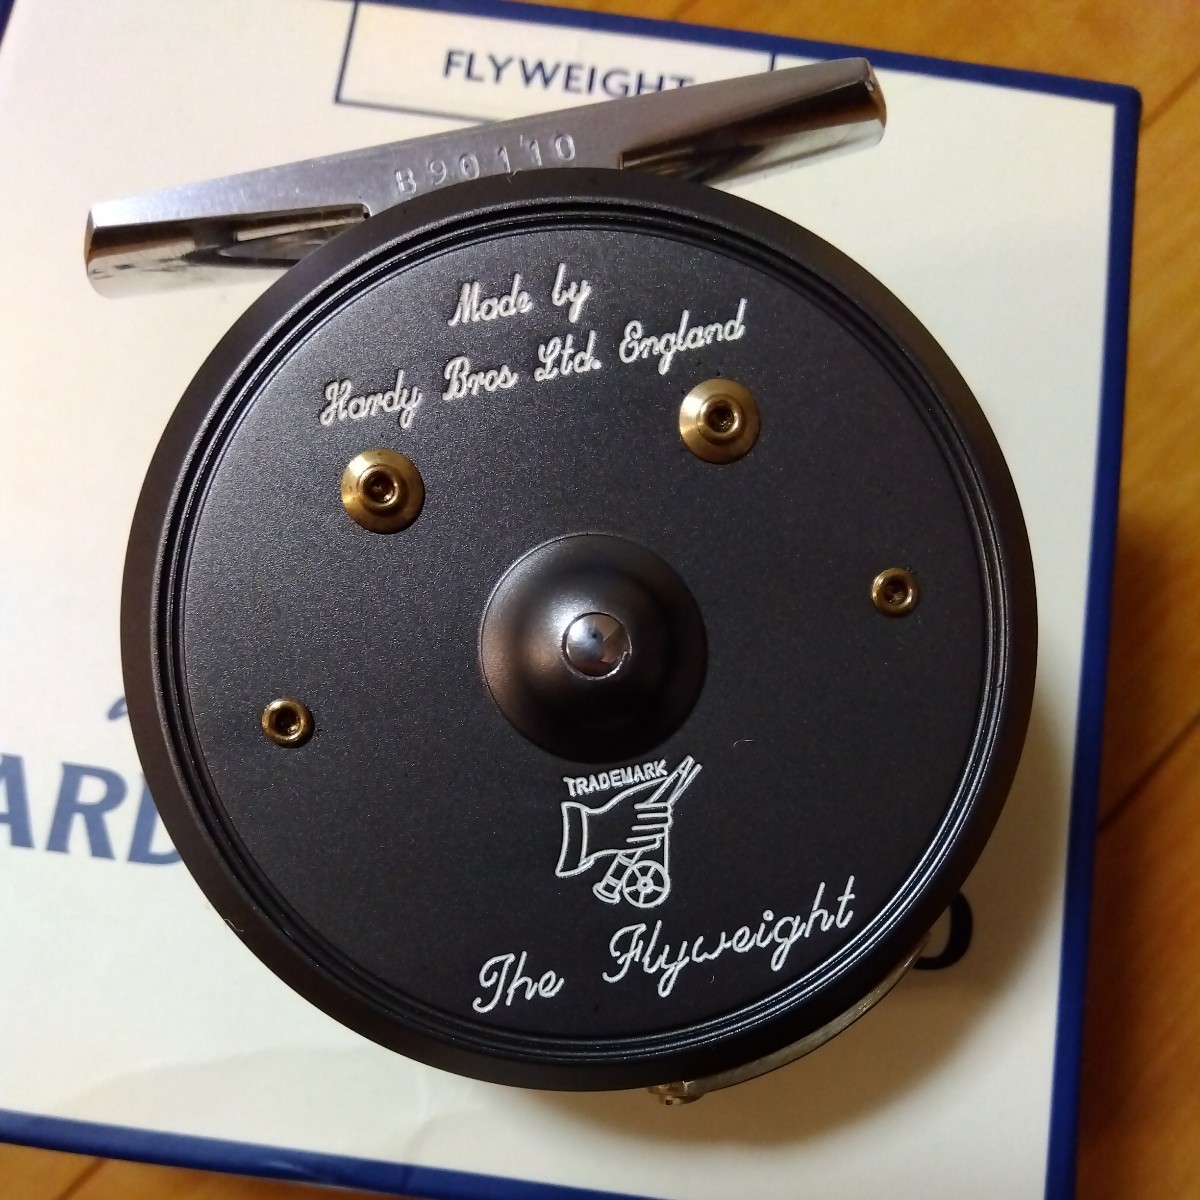 FLYWEIGHT
B90110
Made by
Hardy Bros Ltd. England
TRADEMARK
The Flyweight